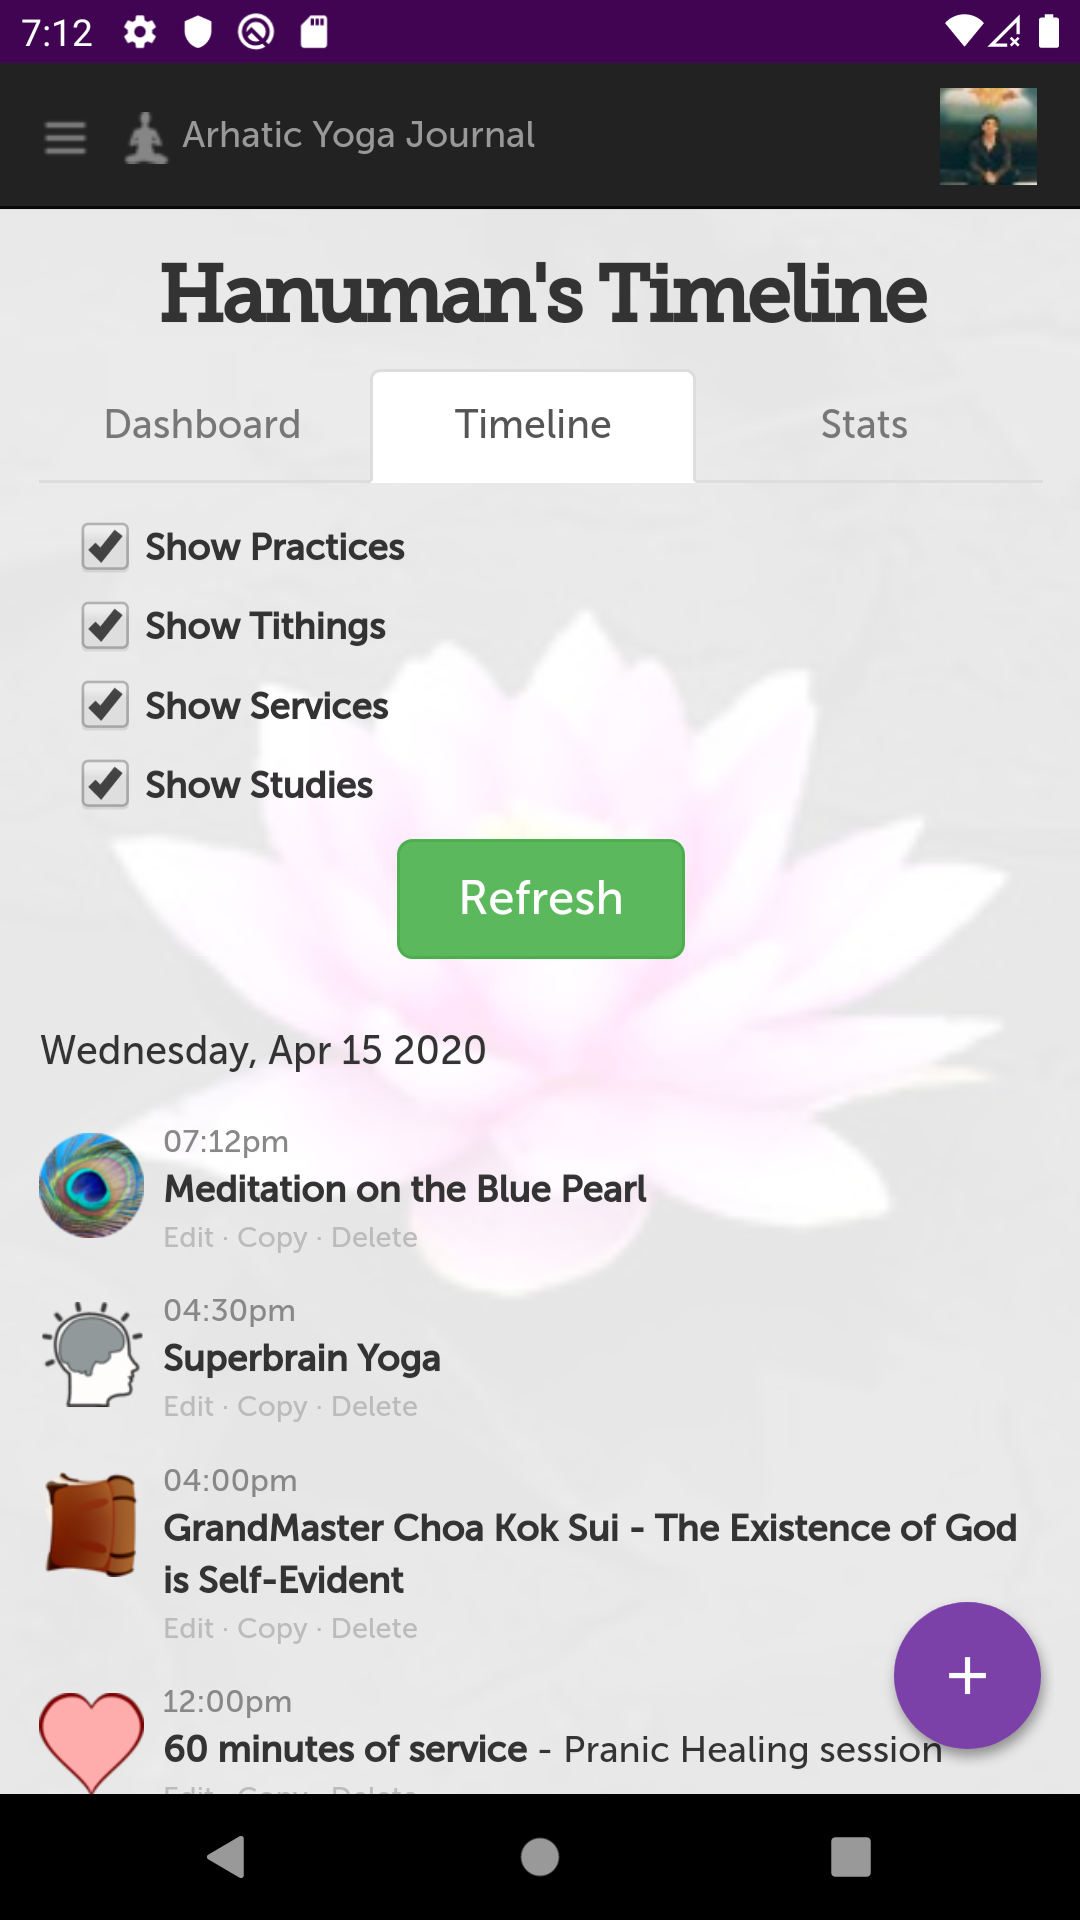 7:12
Arhatic Yoga Journal
Hanuman's Timeline
Dashboard
Timeline
Stats
Show Practices
Show Tithings
Show Services
Show Studies
Refresh
Wednesday, Apr 15 2020
07:12pm
Meditation on the Blue Pearl
Edit · Copy · Delete
04:30pm
Superbrain Yoga
Edit · Copy · Delete
04:00pm
GrandMaster Choa Kok Sui - The Existence of God
is Self-Evident
Edit · Copy · Delete
12:00pm
60 minutes of service - Pranic Healing session
Edit · Copy · Delete